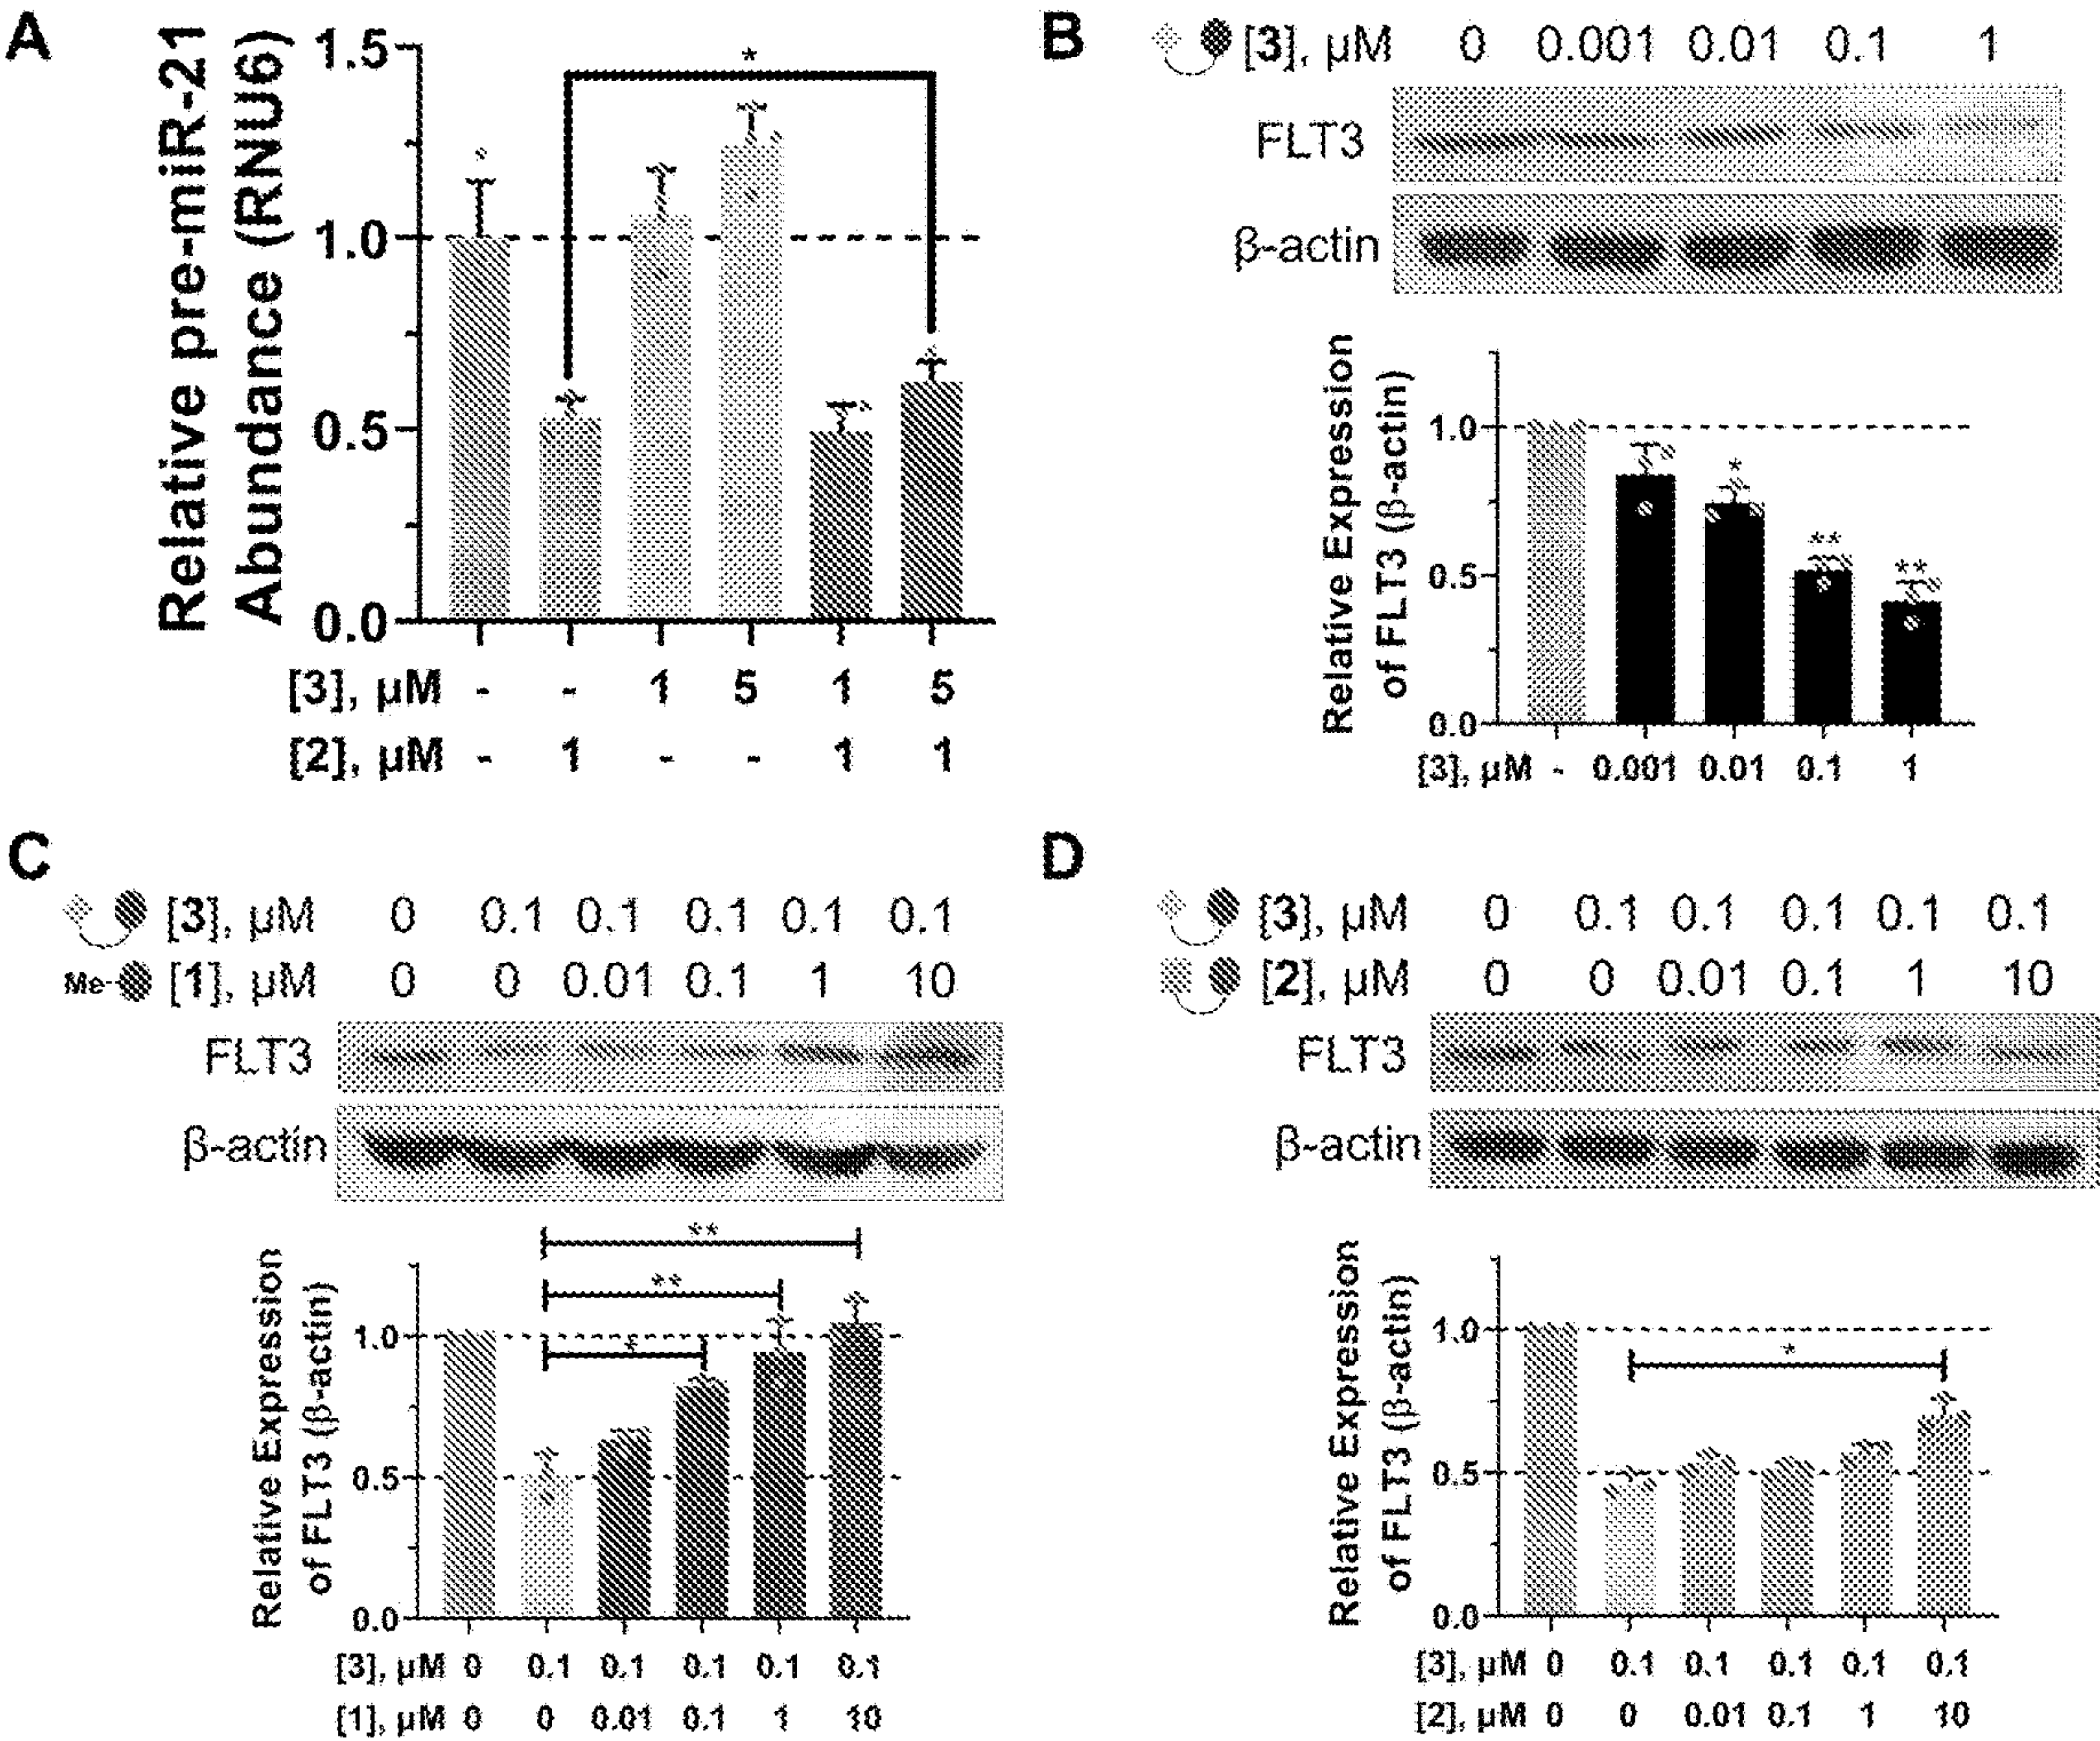 A
Relative pre-miR-21
Abundance (RNU6)
1.5
1.0
0.5
0.0
*
[3], μM - - 1 5 1 5
[2], μM - 1 - - 1 1
B
[3], μM 0 0.001 0.01 0.1 1
FLT3
β-actin
Relative Expression
of FLT3 (β-actin)
1.0
0.5
0.0
* ** **
[3], μM - 0.001 0.01 0.1 1
C
[3], μM 0 0.1 0.1 0.1 0.1 0.1
Me- [1], μM 0 0 0.01 0.1 1 10
FLT3
β-actin
Relative Expression
of FLT3 (β-actin)
**
**
*
1.0
0.5
0.0
[3], μM 0 0.1 0.1 0.1 0.1 0.1
[1], μM 0 0 0.01 0.1 1 10
D
[3], μM 0 0.1 0.1 0.1 0.1 0.1
[2], μM 0 0 0.01 0.1 1 10
FLT3
β-actin
Relative Expression
of FLT3 (β-actin)
*
1.0
0.5
0.0
[3], μM 0 0.1 0.1 0.1 0.1 0.1
[2], μM 0 0 0.01 0.1 1 10